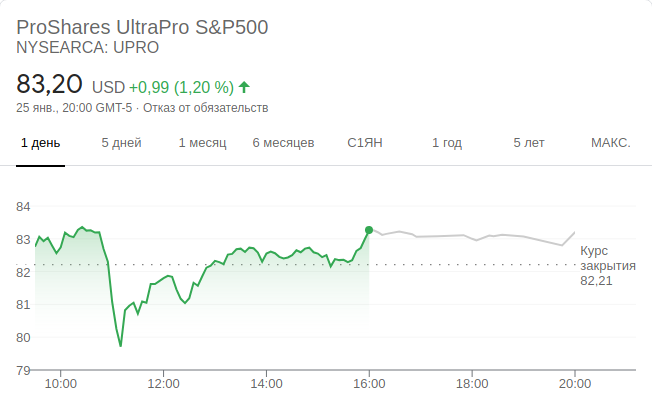 ProShares UltraPro S&P500
NYSEARCA: UPRO
83,20 USD +0,99 (1,20 %)
25 янв., 20:00 GMT-5 · Отказ от обязательств
1 день 5 дней 1 месяц 6 месяцев С1ЯН 1 год 5 лет МАКС.
84
83
82
81
80
79
Курс
закрытия
82,21
10:00 12:00 14:00 16:00 18:00 20:00